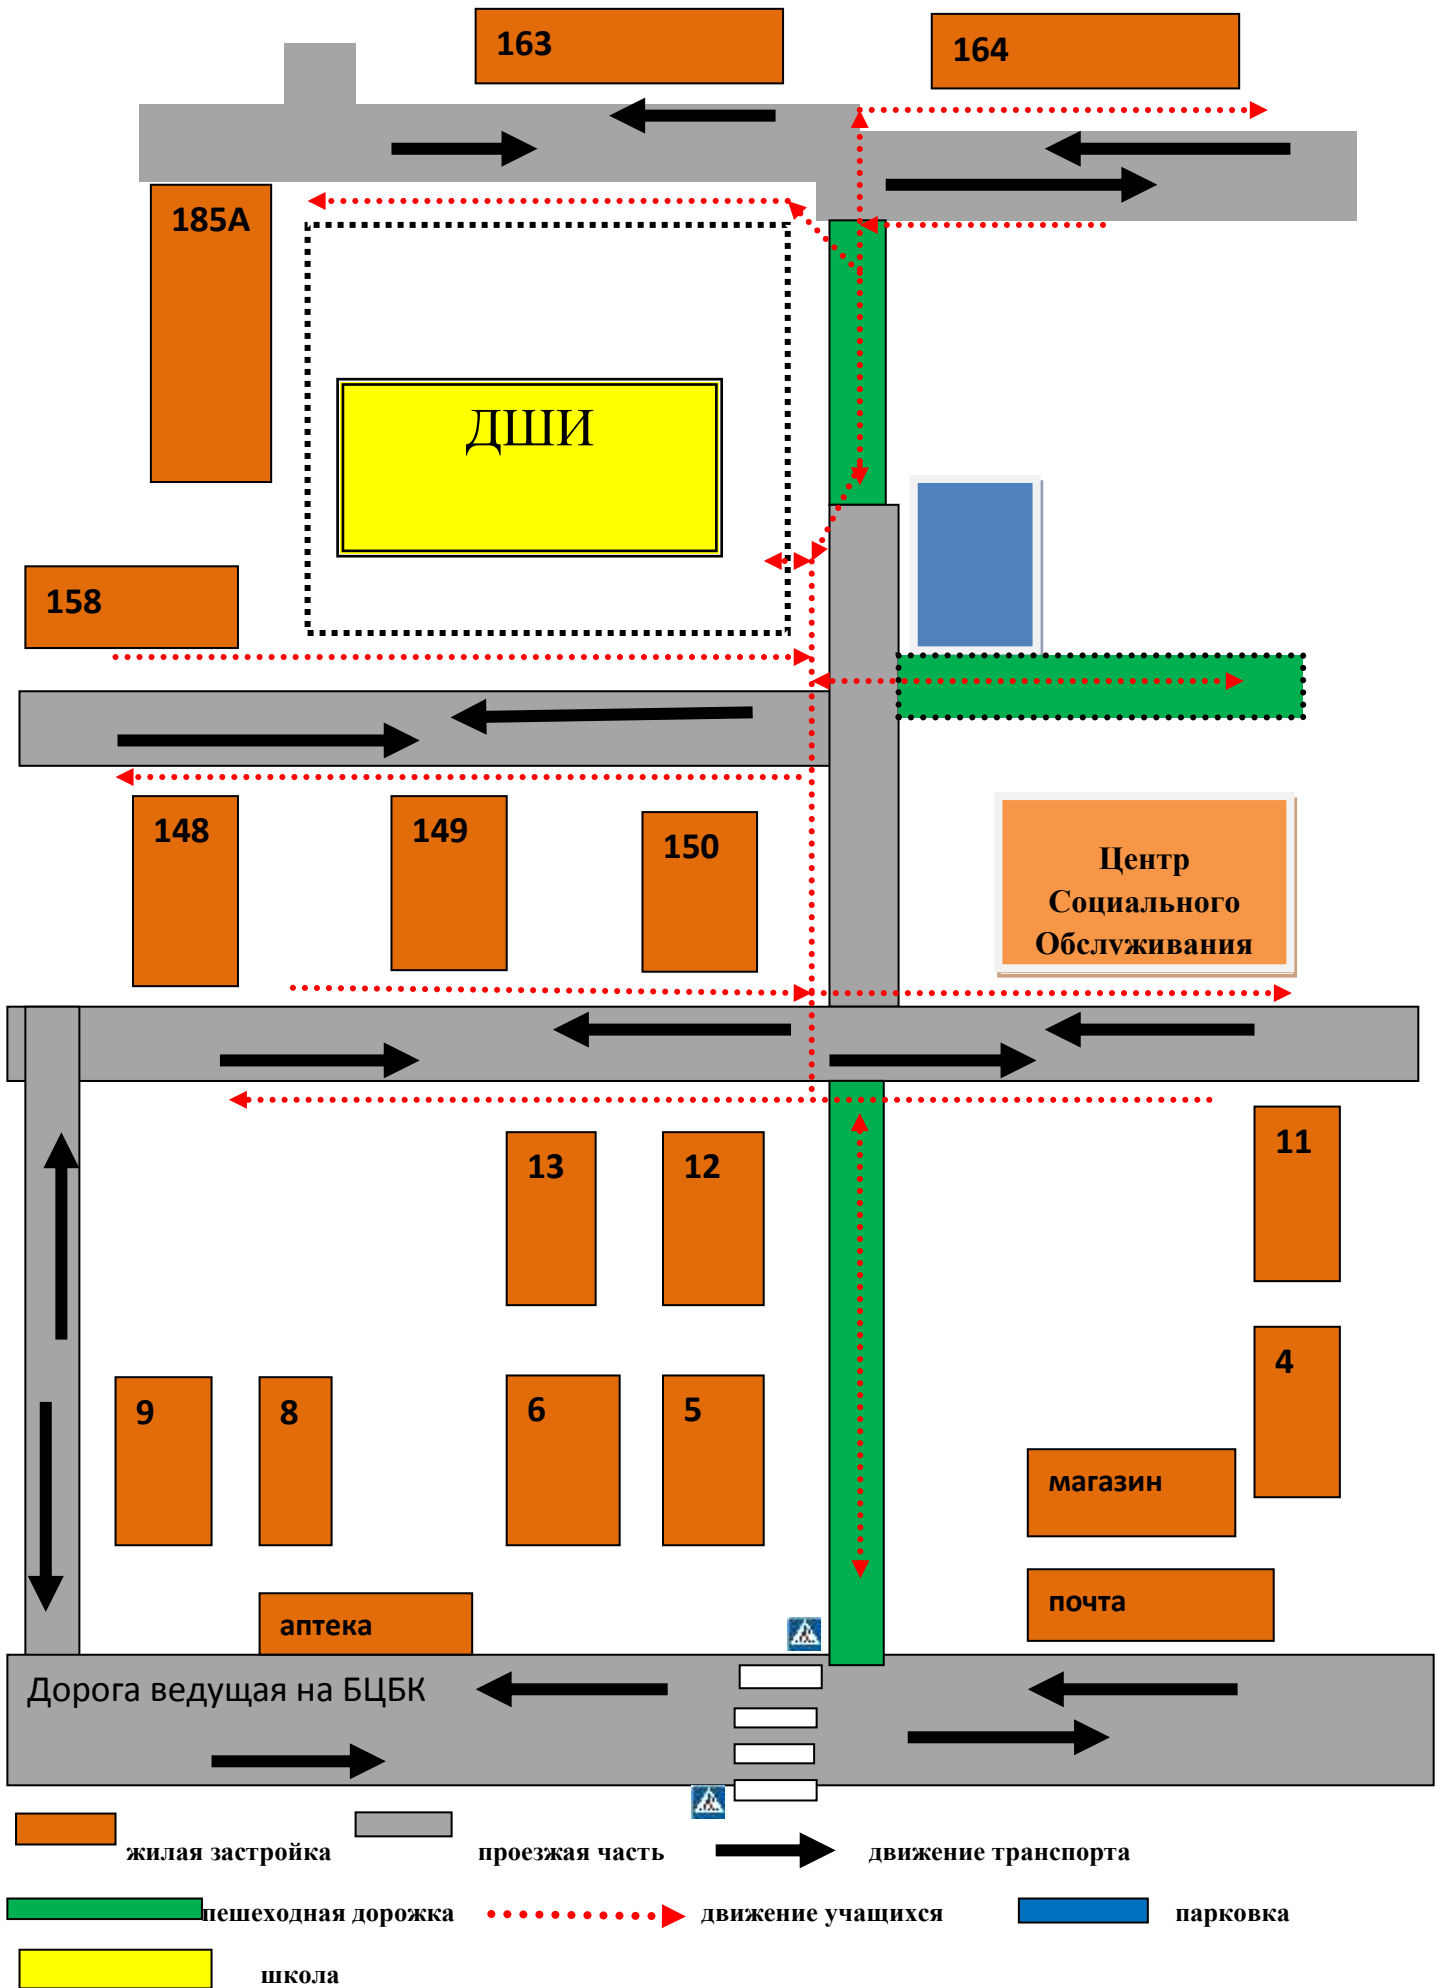 163
164
185А
ДШИ
158
148
149
150
Центр
Социального
Обслуживания
11
13
12
4
9
8
6
5
магазин
почта
аптека
Дорога ведущая на БЦБК
жилая застройка
проезжая часть
движение транспорта
пешеходная дорожка
движение учащихся
парковка
школа